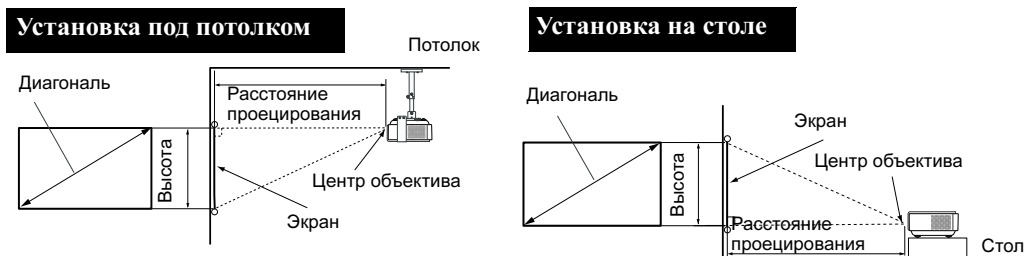 Установка под потолком
Потолок
Диагональ
Расстояние
проецирования
Высота
Центр объектива
Экран
Установка на столе
Диагональ
Экран
Высота
Центр объектива
Расстояние
проецирования
Стол